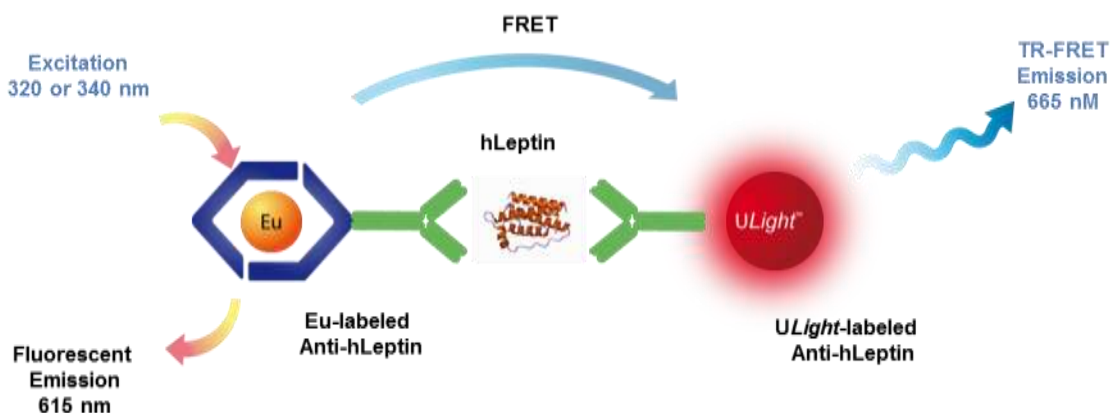 FRET
Excitation
320 or 340 nm
TR-FRET
Emission
665 nM
hLeptin
Eu
ULight™
Eu-labeled
Anti-hLeptin
ULight-labeled
Anti-hLeptin
Fluorescent
Emission
615 nm